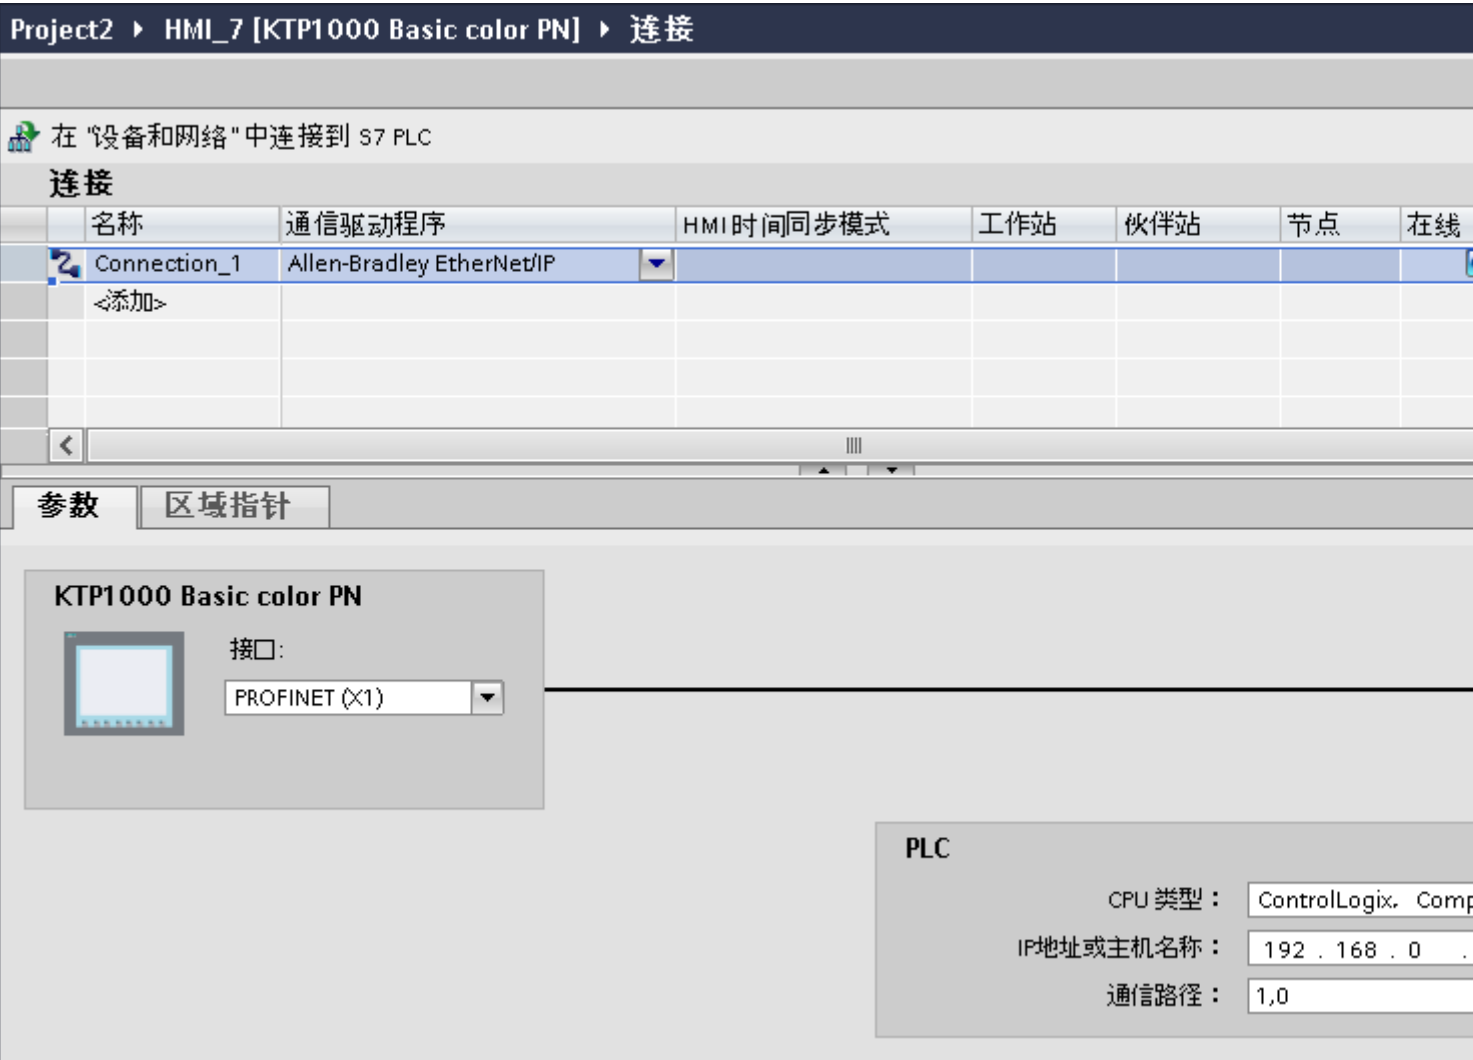 Project2 ▸ HMI_7 [KTP1000 Basic color PN] ▸ 连接
在 "设备和网络" 中连接到 S7 PLC
连接
名称 通信驱动程序 HMI时间同步模式 工作站 伙伴站 节点 在线
Connection_1 Allen-Bradley EtherNet/IP
<添加>
参数 区域指针
KTP1000 Basic color PN
接口:
PROFINET (X1)
PLC
CPU 类型： ControlLogix, Comp
IP地址或主机名称： 192 . 168 . 0 .
通信路径： 1,0